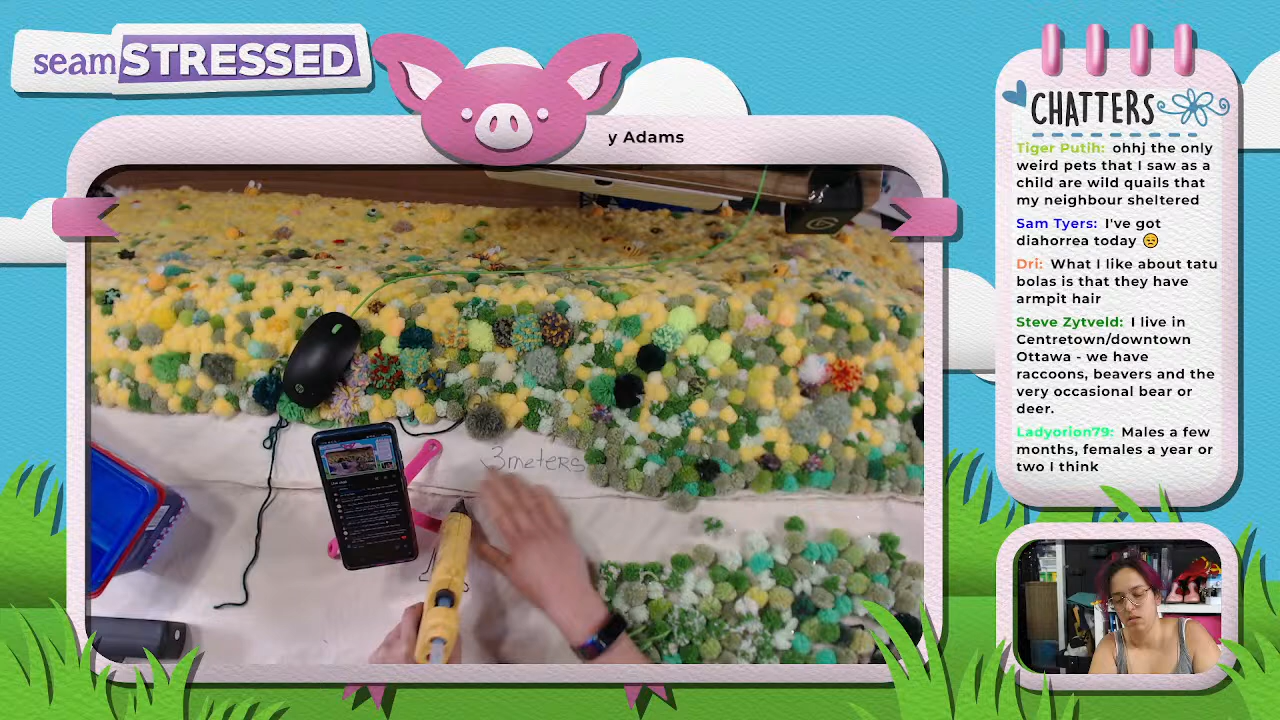 seamSTRESSED
y Adams
3meters
CHATTERS
Tiger Putih: ohhj the only
weird pets that I saw as a
child are wild quails that
my neighbour sheltered
Sam Tyers: I've got
diahorrea today 😔
Dri: What I like about tatu
bolas is that they have
armpit hair
Steve Zytveld: I live in
Centretown/downtown
Ottawa - we have
raccoons, beavers and the
very occasional bear or
deer.
Ladyorion79: Males a few
months, females a year or
two I think